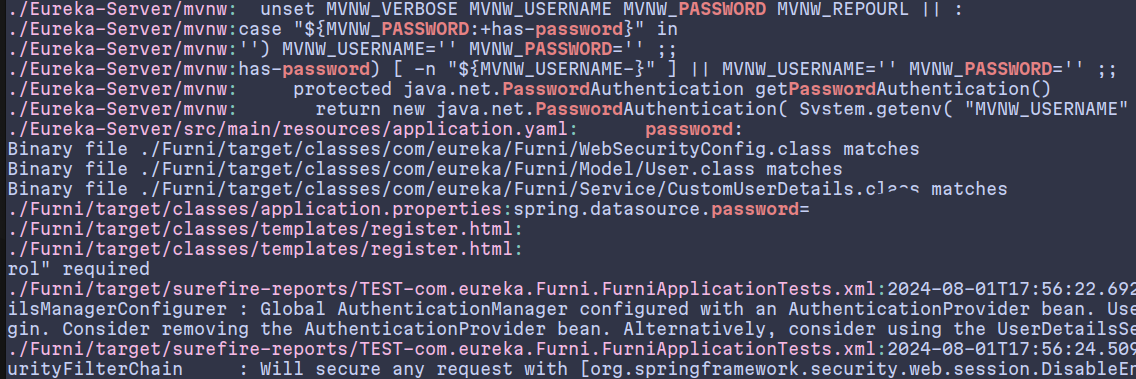 ./Eureka-Server/mvnw:  unset MVNW_VERBOSE MVNW_USERNAME MVNW_PASSWORD MVNW_REPOURL || :
./Eureka-Server/mvnw:case "${MVNW_PASSWORD:+has-password}" in
./Eureka-Server/mvnw:'') MVNW_USERNAME='' MVNW_PASSWORD='' ;;
./Eureka-Server/mvnw:has-password) [ -n "${MVNW_USERNAME-}" ] || MVNW_USERNAME='' MVNW_PASSWORD='' ;;
./Eureka-Server/mvnw:     protected java.net.PasswordAuthentication getPasswordAuthentication()
./Eureka-Server/mvnw:       return new java.net.PasswordAuthentication( System.getenv( "MVNW_USERNAME"
./Eureka-Server/src/main/resources/application.yaml:      password:
Binary file ./Furni/target/classes/com/eureka/Furni/WebSecurityConfig.class matches
Binary file ./Furni/target/classes/com/eureka/Furni/Model/User.class matches
Binary file ./Furni/target/classes/com/eureka/Furni/Service/CustomUserDetails.class matches
./Furni/target/classes/application.properties:spring.datasource.password=
./Furni/target/classes/templates/register.html:
./Furni/target/classes/templates/register.html:
rol" required
./Furni/target/surefire-reports/TEST-com.eureka.Furni.FurniApplicationTests.xml:2024-08-01T17:56:22.692
ilsManagerConfigurer : Global AuthenticationManager configured with an AuthenticationProvider bean. Use
gin. Consider removing the AuthenticationProvider bean. Alternatively, consider using the UserDetailsSe
./Furni/target/surefire-reports/TEST-com.eureka.Furni.FurniApplicationTests.xml:2024-08-01T17:56:24.509
urityFilterChain     : Will secure any request with [org.springframework.security.web.session.DisableEn